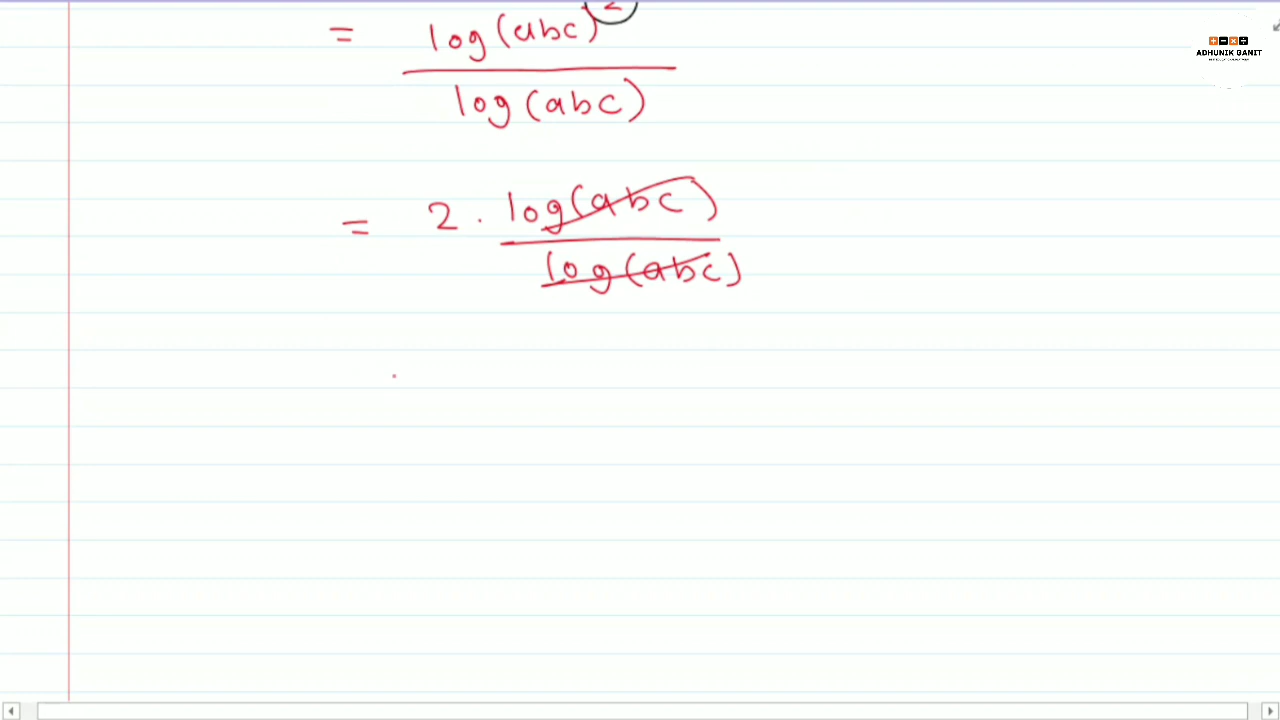 = log(abc)²
log(abc)
= 2 . log(abc)
log(abc)
ADHUNIK GANIT